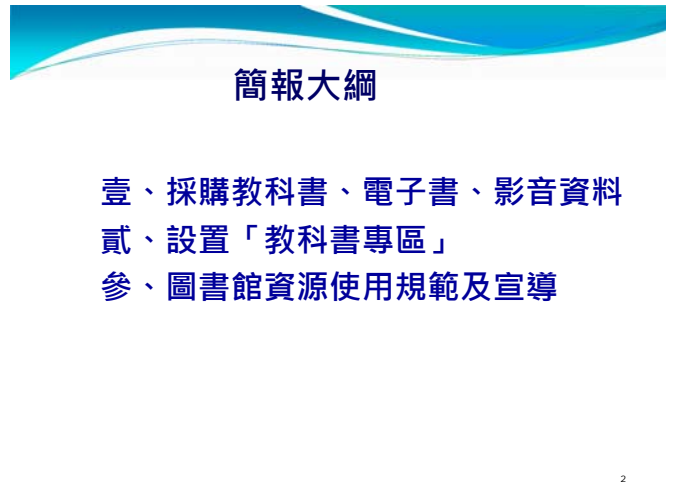 簡報大綱
壹、採購教科書、電子書、影音資料
貳、設置「教科書專區」
參、圖書館資源使用規範及宣導
2